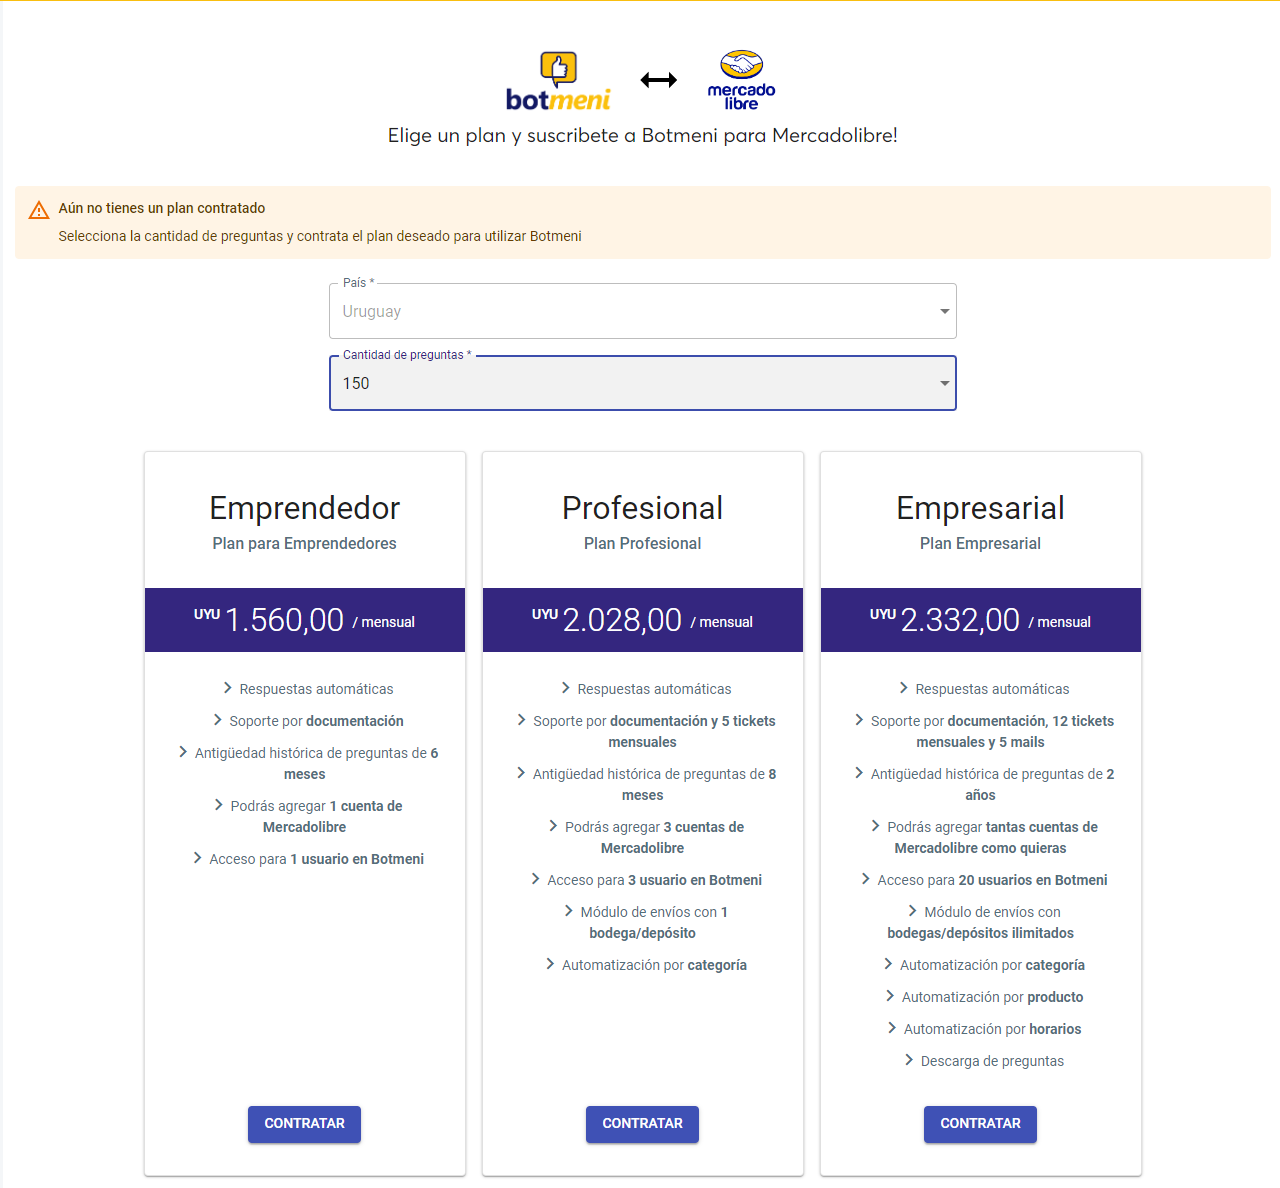 botmeni
mercado
libre
Elige un plan y suscribete a Botmeni para Mercadolibre!
Aún no tienes un plan contratado
Selecciona la cantidad de preguntas y contrata el plan deseado para utilizar Botmeni
País *
Uruguay
Cantidad de preguntas *
150
Emprendedor
Plan para Emprendedores
UYU 1.560,00 / mensual
Respuestas automáticas
Soporte por documentación
Antigüedad histórica de preguntas de 6
meses
Podrás agregar 1 cuenta de
Mercadolibre
Acceso para 1 usuario en Botmeni
CONTRATAR
Profesional
Plan Profesional
UYU 2.028,00 / mensual
Respuestas automáticas
Soporte por documentación y 5 tickets
mensuales
Antigüedad histórica de preguntas de 8
meses
Podrás agregar 3 cuentas de
Mercadolibre
Acceso para 3 usuario en Botmeni
Módulo de envíos con 1
bodega/depósito
Automatización por categoría
CONTRATAR
Empresarial
Plan Empresarial
UYU 2.332,00 / mensual
Respuestas automáticas
Soporte por documentación, 12 tickets
mensuales y 5 mails
Antigüedad histórica de preguntas de 2
años
Podrás agregar tantas cuentas de
Mercadolibre como quieras
Acceso para 20 usuarios en Botmeni
Módulo de envíos con
bodegas/depósitos ilimitados
Automatización por categoría
Automatización por producto
Automatización por horarios
Descarga de preguntas
CONTRATAR